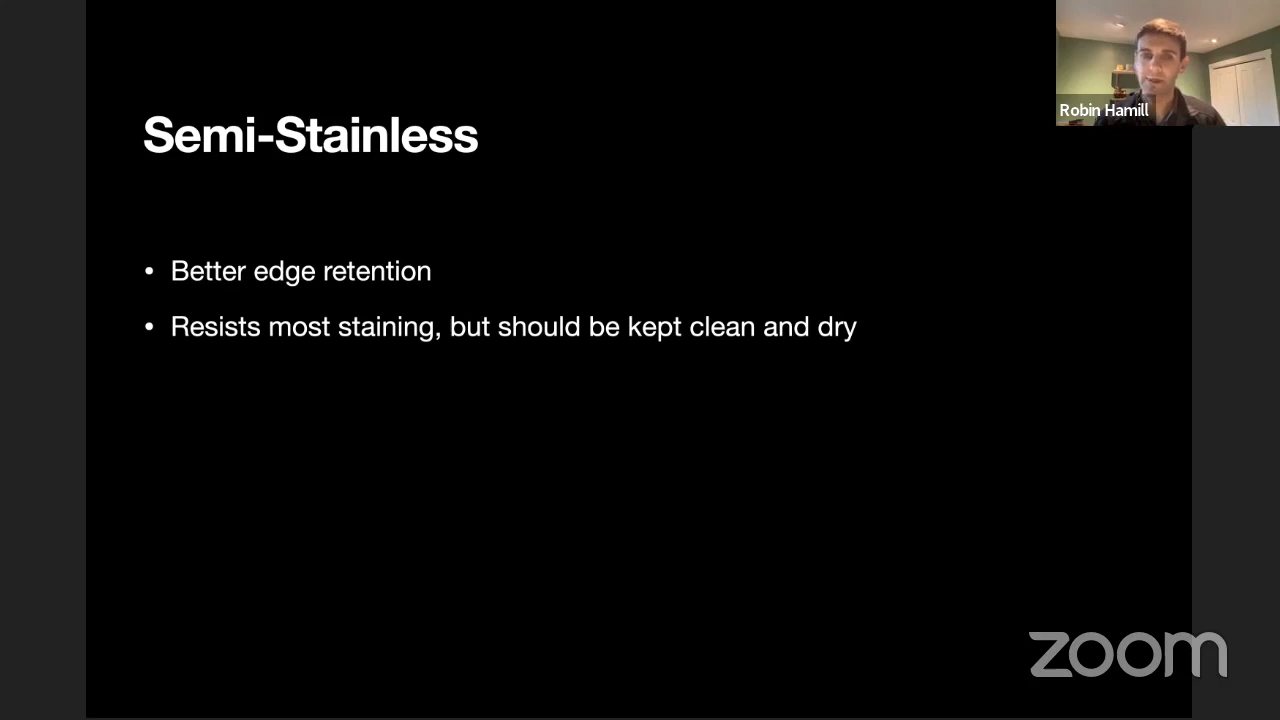 Robin Hamill
Semi-Stainless
• Better edge retention
• Resists most staining, but should be kept clean and dry
zoom